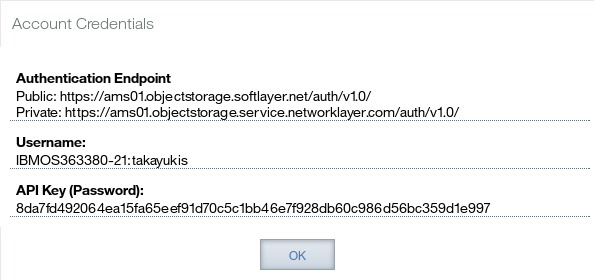 Account Credentials
Authentication Endpoint
Public: https://ams01.objectstorage.softlayer.net/auth/v1.0/
Private: https://ams01.objectstorage.service.networklayer.com/auth/v1.0/
Username:
IBMOS363380-21:takayukis
API Key (Password):
8da7fd492064ea15fa65eef91d70c5c1bb46e7f928db60c986d56bc359d1e997
OK